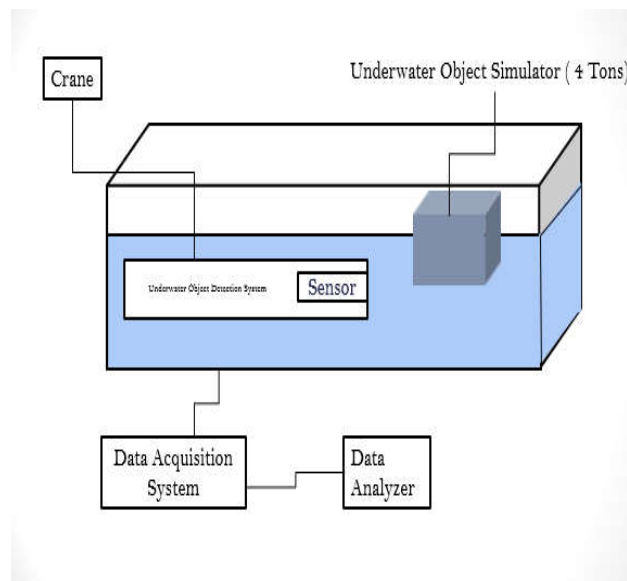 Crane
Underwater Object Simulator ( 4 Tons)
Underwater Object Detection System
Sensor
Data Acquisition
System
Data
Analyzer